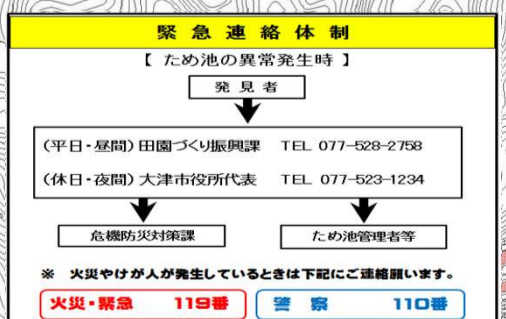 緊急連絡体制
【 ため池の異常発生時 】
発見者
(平日・昼間) 田園づくり振興課 TEL 077-528-2758
(休日・夜間) 大津市役所代表 TEL 077-523-1234
危機防災対策課 ため池管理者等
※ 火災やけが人が発生しているときは下記にご連絡願います。
火災・緊急 119番 警察 110番